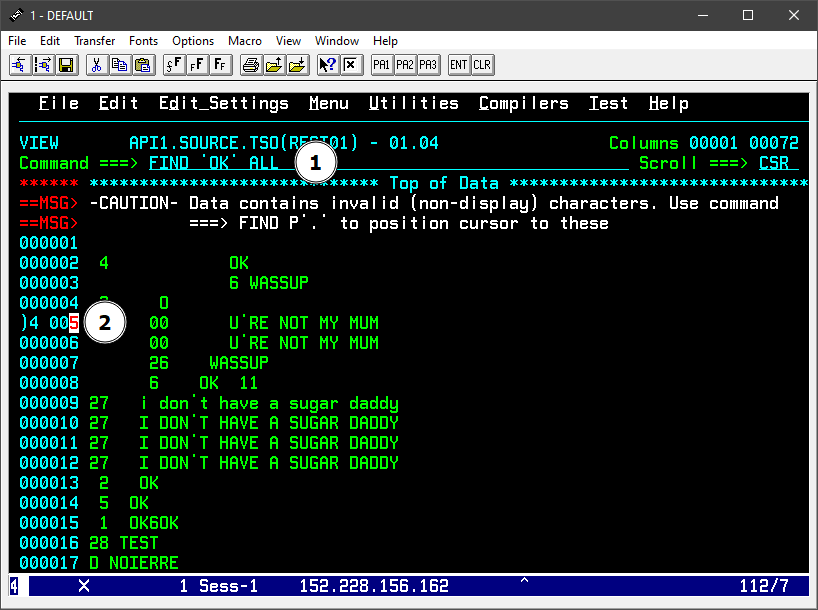 1 - DEFAULT
File Edit Transfer Fonts Options Macro View Window Help
PA1 PA2 PA3 ENT CLR
File Edit Edit_Settings Menu Utilities Compilers Test Help
VIEW API1.SOURCE.TSO(REST01) - 01.04 Columns 00001 00072
Command ===> FIND 'OK' ALL 1 Scroll ===> CSR
****** ***************************** Top of Data ******************************
==MSG> -CAUTION- Data contains invalid (non-display) characters. Use command
==MSG> ===> FIND P'.' to position cursor to these
000001
000002 4 OK
000003 6 WASSUP
000004 0
)4 005 2 00 U'RE NOT MY MUM
000006 00 U'RE NOT MY MUM
000007 26 WASSUP
000008 6 OK 11
000009 27 i don't have a sugar daddy
000010 27 I DON'T HAVE A SUGAR DADDY
000011 27 I DON'T HAVE A SUGAR DADDY
000012 27 I DON'T HAVE A SUGAR DADDY
000013 2 OK
000014 5 OK
000015 1 OK6OK
000016 28 TEST
000017 D NOIERRE
4 X 1 Sess-1 152.228.156.162 ^ 112/7